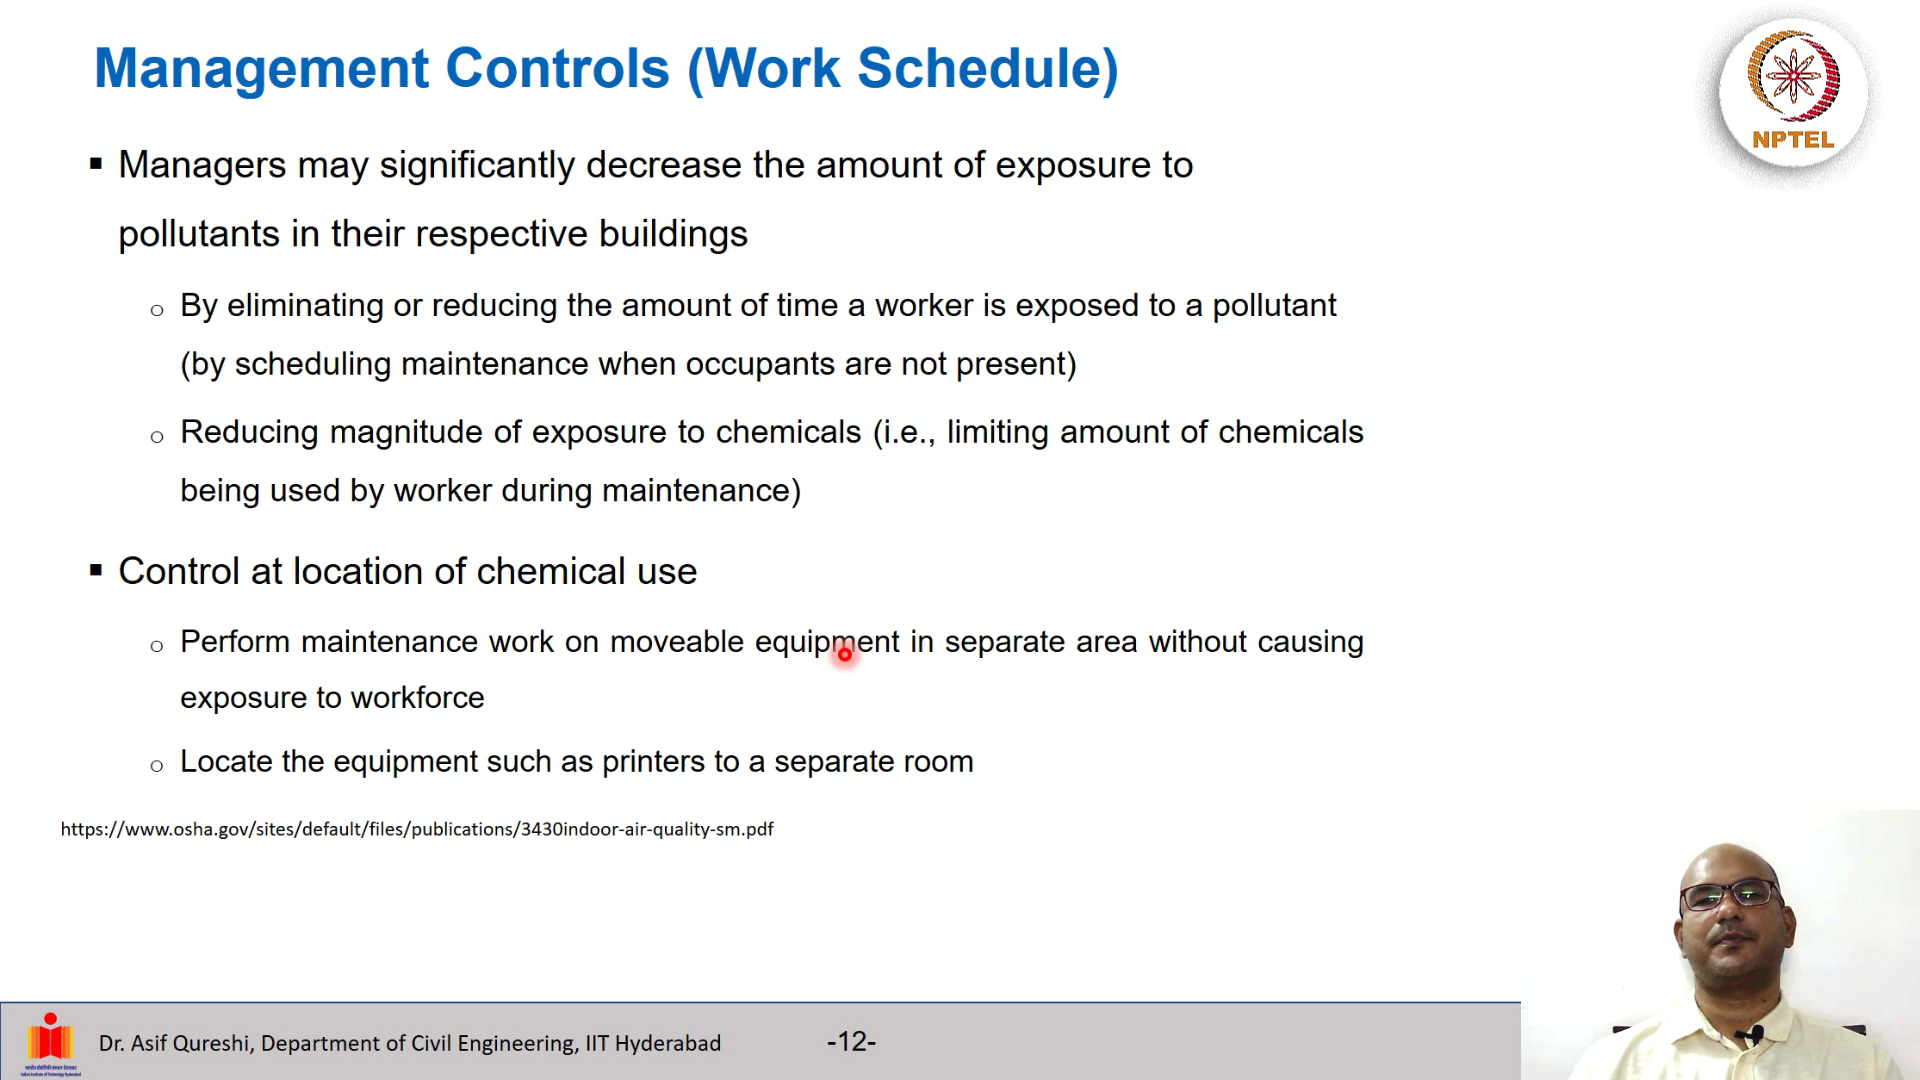 Management Controls (Work Schedule)
NPTEL
▪ Managers may significantly decrease the amount of exposure to
pollutants in their respective buildings
o By eliminating or reducing the amount of time a worker is exposed to a pollutant
(by scheduling maintenance when occupants are not present)
o Reducing magnitude of exposure to chemicals (i.e., limiting amount of chemicals
being used by worker during maintenance)
▪ Control at location of chemical use
o Perform maintenance work on moveable equipment in separate area without causing
exposure to workforce
o Locate the equipment such as printers to a separate room
https://www.osha.gov/sites/default/files/publications/3430indoor-air-quality-sm.pdf
Dr. Asif Qureshi, Department of Civil Engineering, IIT Hyderabad
-12-